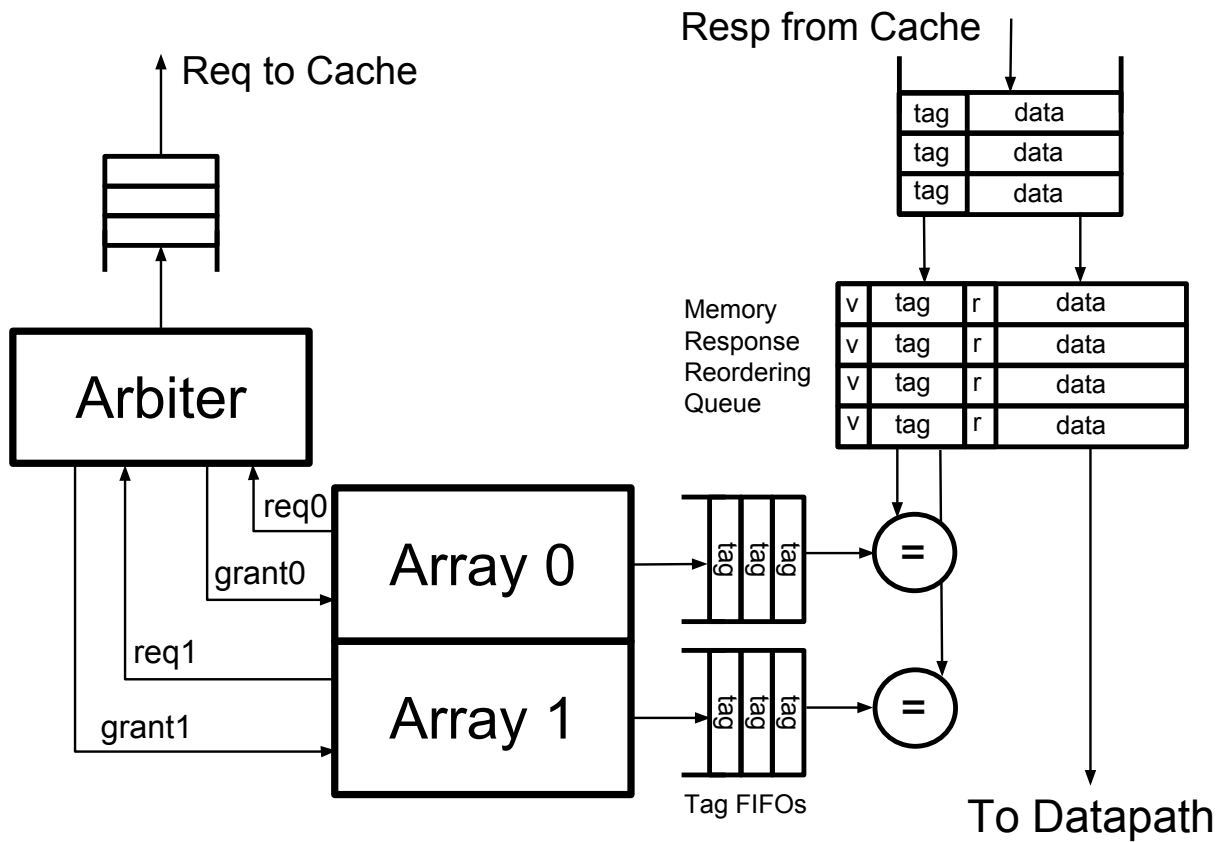 Resp from Cache
Req to Cache
tag data
tag data
tag data
Memory
Response
Reordering
Queue
v tag r data
v tag r data
v tag r data
v tag r data
Arbiter
req0
grant0
req1
grant1
Array 0
Array 1
tag tag tag
=
tag tag tag
=
Tag FIFOs
To Datapath